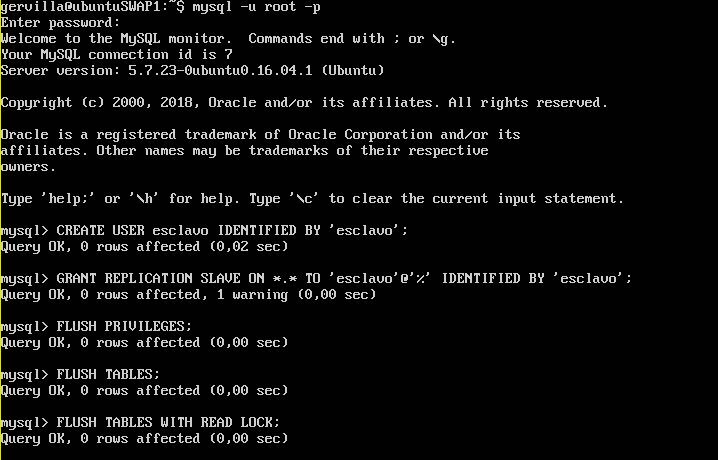 gervilla@ubuntuSWAP1:~$ mysql -u root -p
Enter password:
Welcome to the MySQL monitor.  Commands end with ; or \g.
Your MySQL connection id is 7
Server version: 5.7.23-0ubuntu0.16.04.1 (Ubuntu)
Copyright (c) 2000, 2018, Oracle and/or its affiliates. All rights reserved.
Oracle is a registered trademark of Oracle Corporation and/or its
affiliates. Other names may be trademarks of their respective
owners.
Type 'help;' or '\h' for help. Type '\c' to clear the current input statement.
mysql> CREATE USER esclavo IDENTIFIED BY 'esclavo';
Query OK, 0 rows affected (0,02 sec)
mysql> GRANT REPLICATION SLAVE ON *.* TO 'esclavo'@'%' IDENTIFIED BY 'esclavo';
Query OK, 0 rows affected, 1 warning (0,00 sec)
mysql> FLUSH PRIVILEGES;
Query OK, 0 rows affected (0,00 sec)
mysql> FLUSH TABLES;
Query OK, 0 rows affected (0,00 sec)
mysql> FLUSH TABLES WITH READ LOCK;
Query OK, 0 rows affected (0,00 sec)